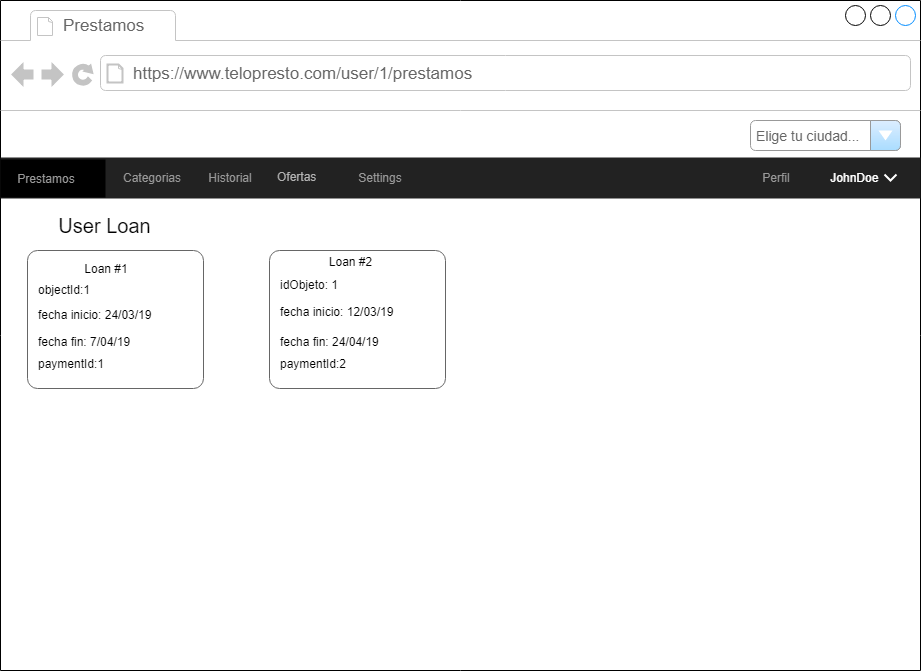 Prestamos
https://www.telopresto.com/user/1/prestamos
Elige tu ciudad...
Prestamos Categorias Historial Ofertas Settings Perfil JohnDoe
User Loan
Loan #1
objectId:1
fecha inicio: 24/03/19
fecha fin: 7/04/19
paymentId:1
Loan #2
idObjeto: 1
fecha inicio: 12/03/19
fecha fin: 24/04/19
paymentId:2